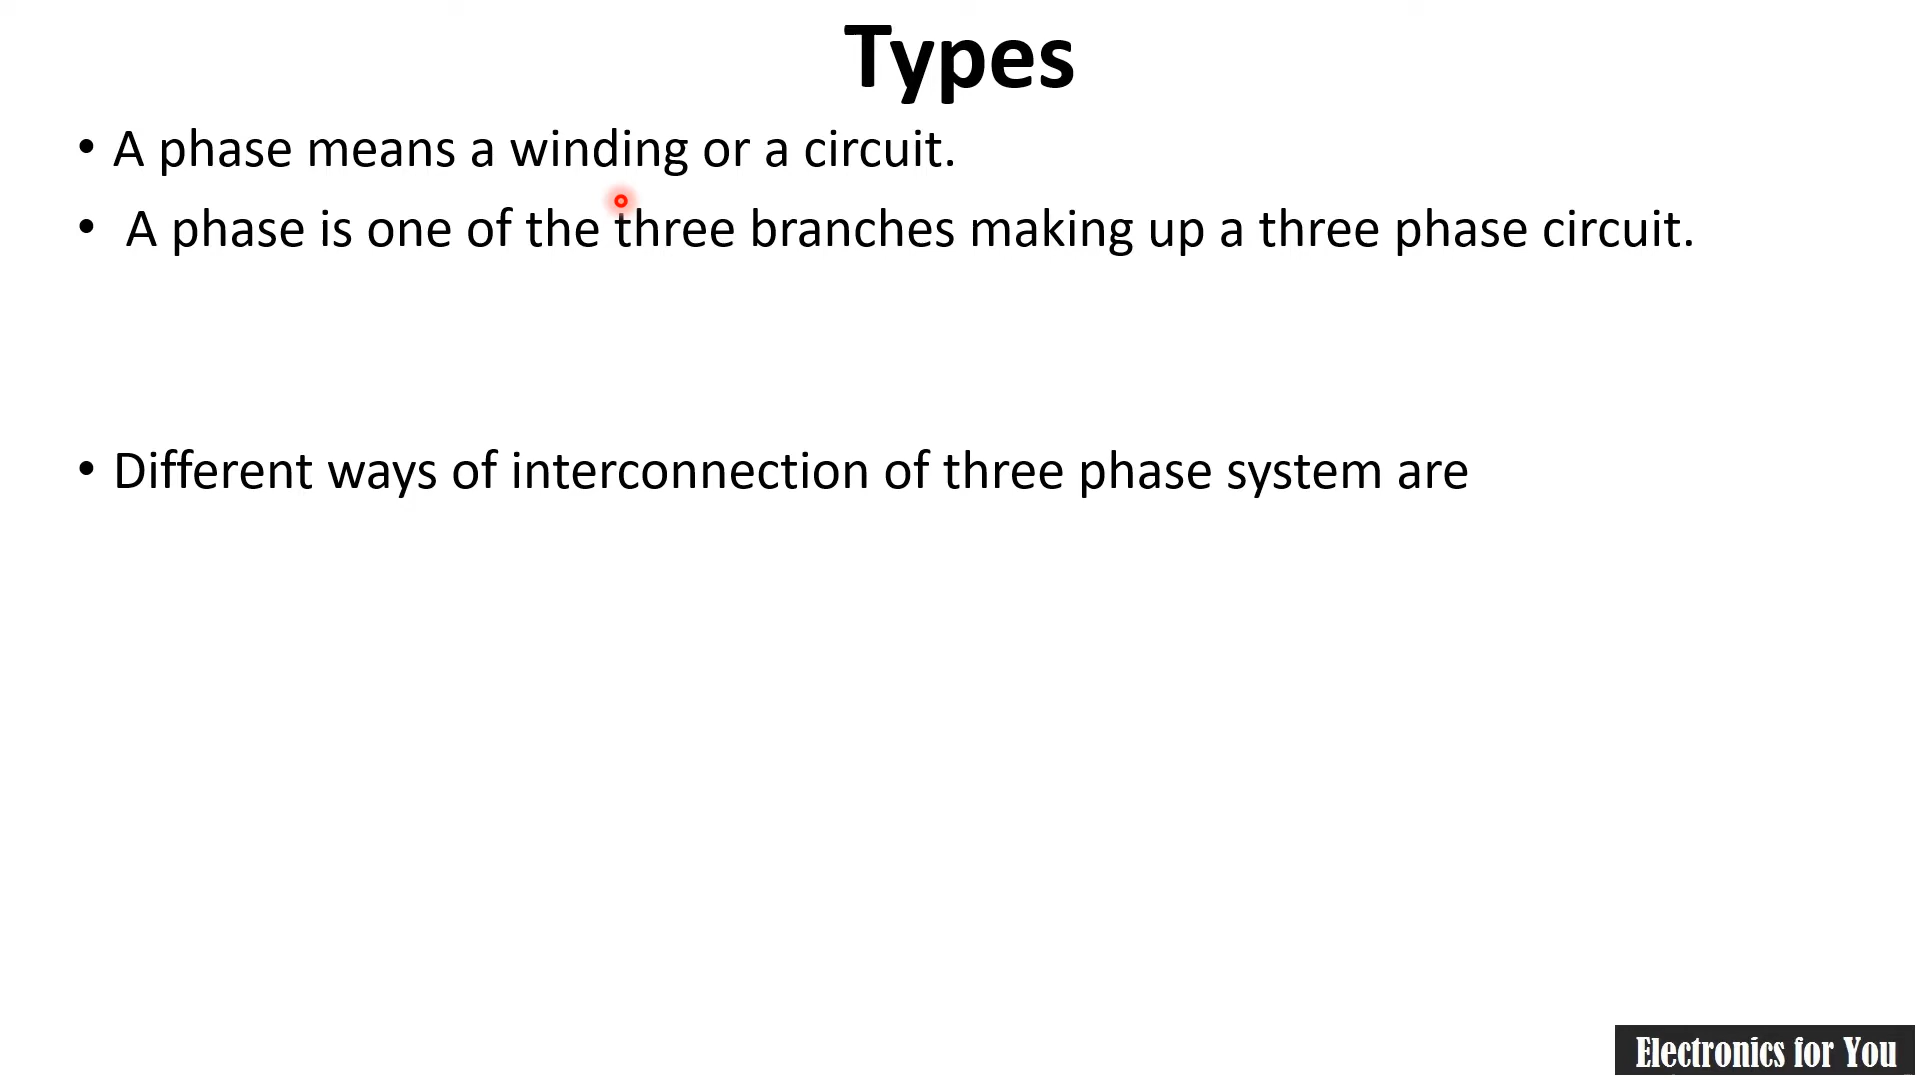 Types
• A phase means a winding or a circuit.
• A phase is one of the three branches making up a three phase circuit.
• Different ways of interconnection of three phase system are
Electronics for You